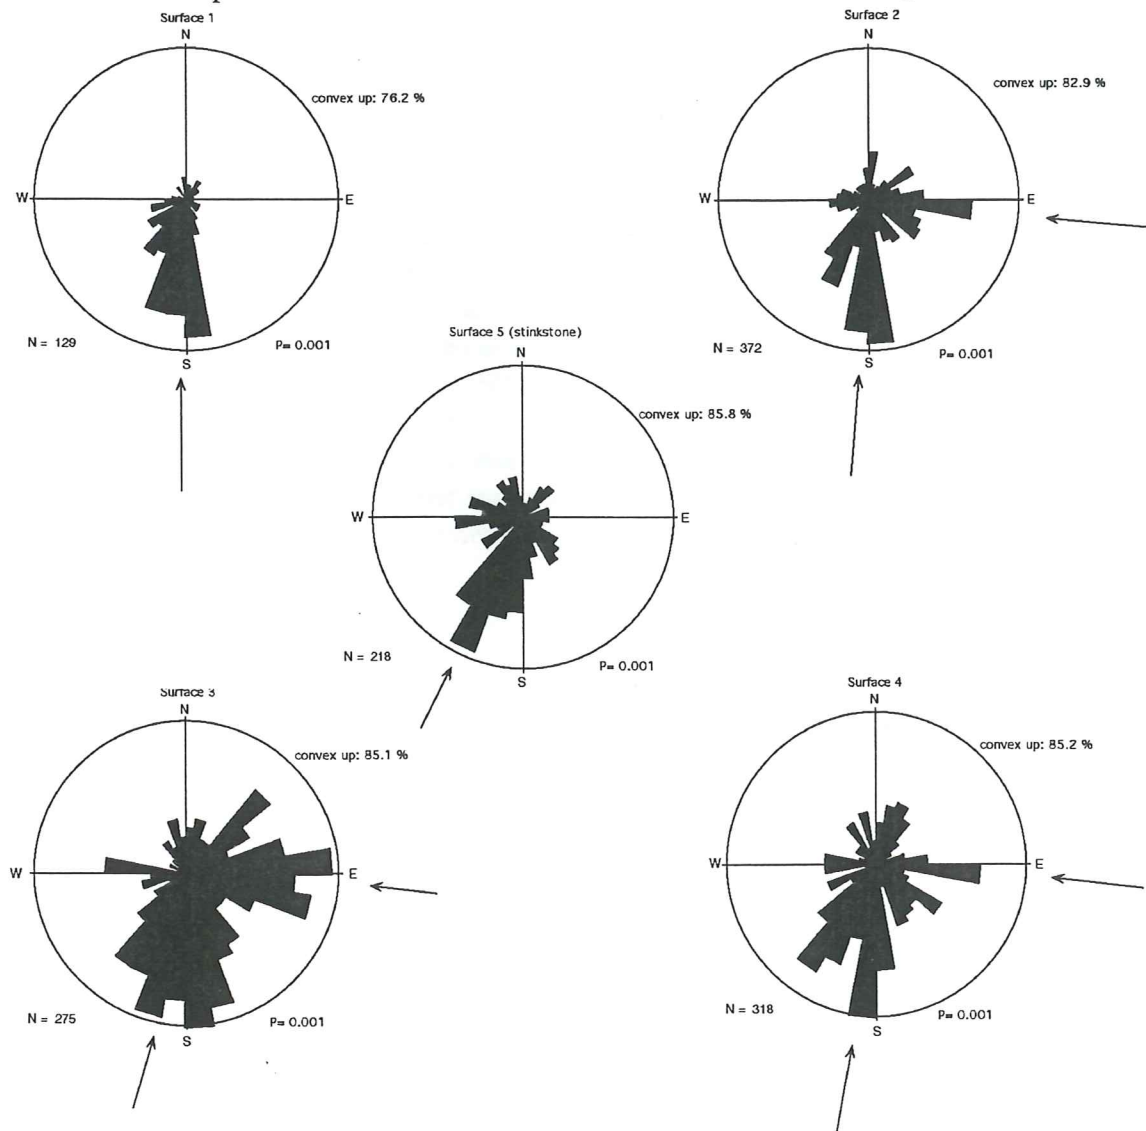 Surface 1
N
convex up: 76.2 %
W
E
N = 129
P= 0.001
S
Surface 2
N
convex up: 82.9 %
W
E
N = 372
P= 0.001
S
Surface 5 (stinkstone)
N
convex up: 85.8 %
W
E
N = 218
P= 0.001
S
Surface 3
N
convex up: 85.1 %
W
E
N = 275
P= 0.001
S
Surface 4
N
convex up: 85.2 %
W
E
N = 318
P= 0.001
S